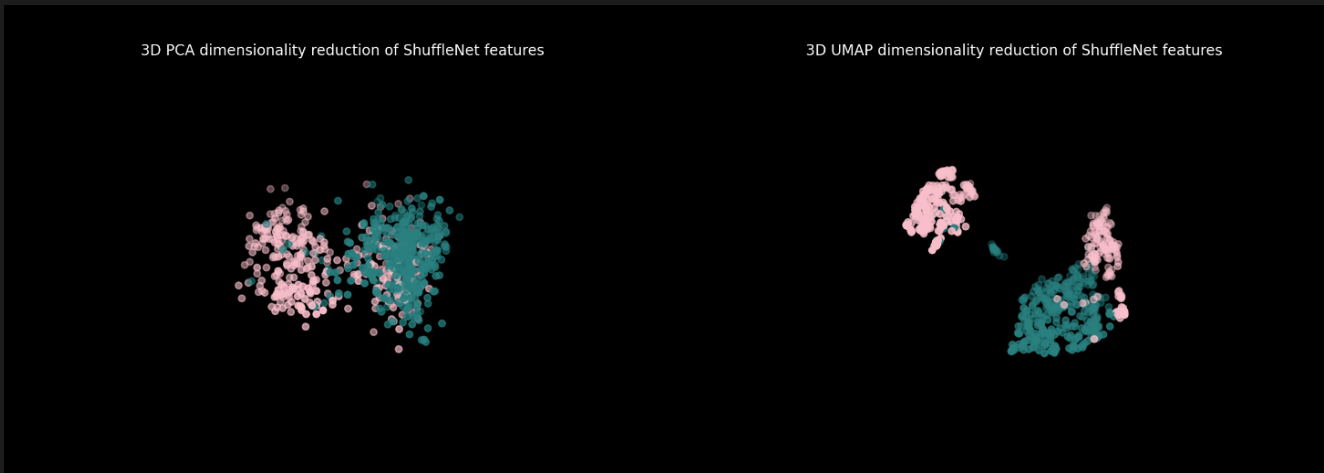 3D PCA dimensionality reduction of ShuffleNet features
3D UMAP dimensionality reduction of ShuffleNet features